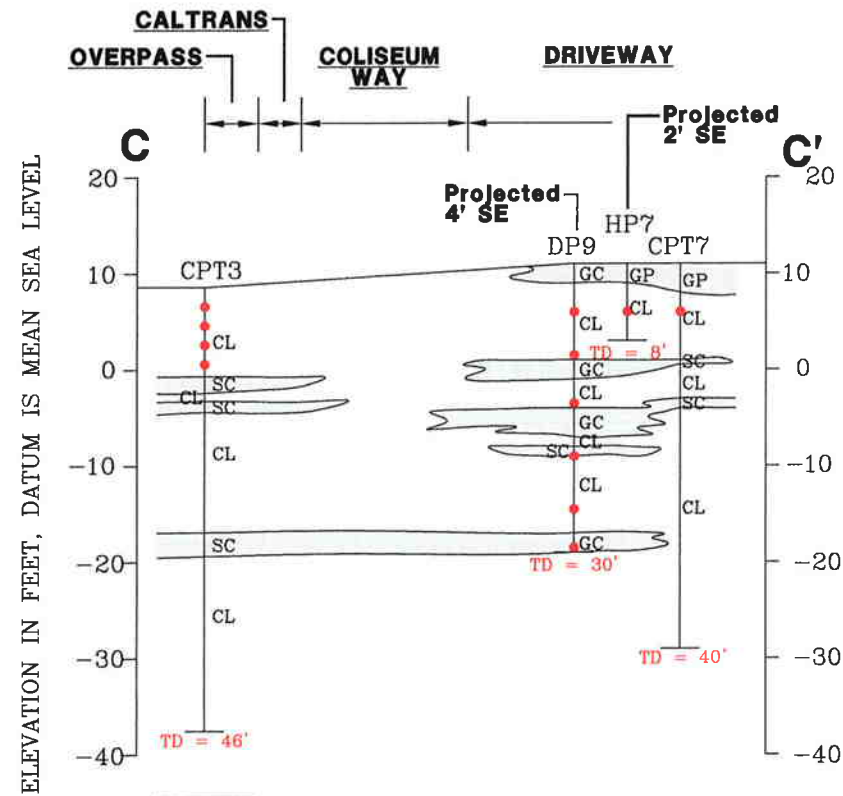 CALTRANS
OVERPASS
COLISEUM
WAY
DRIVEWAY
Projected
2' SE
C
C'
20
20
Projected
4' SE
HP7
DP9
CPT7
CPT3
10
GC
GP
GP
10
CL
CL
CL
CL
TD = 8'
0
SC
0
GC
SC
CL
CL
CL
SC
SC
GC
CL
CL
SC
-10
-10
CL
CL
SC
GC
-20
TD = 30'
-20
CL
-30
TD = 40'
-30
TD = 46'
-40
-40
ELEVATION IN FEET, DATUM IS MEAN SEA LEVEL